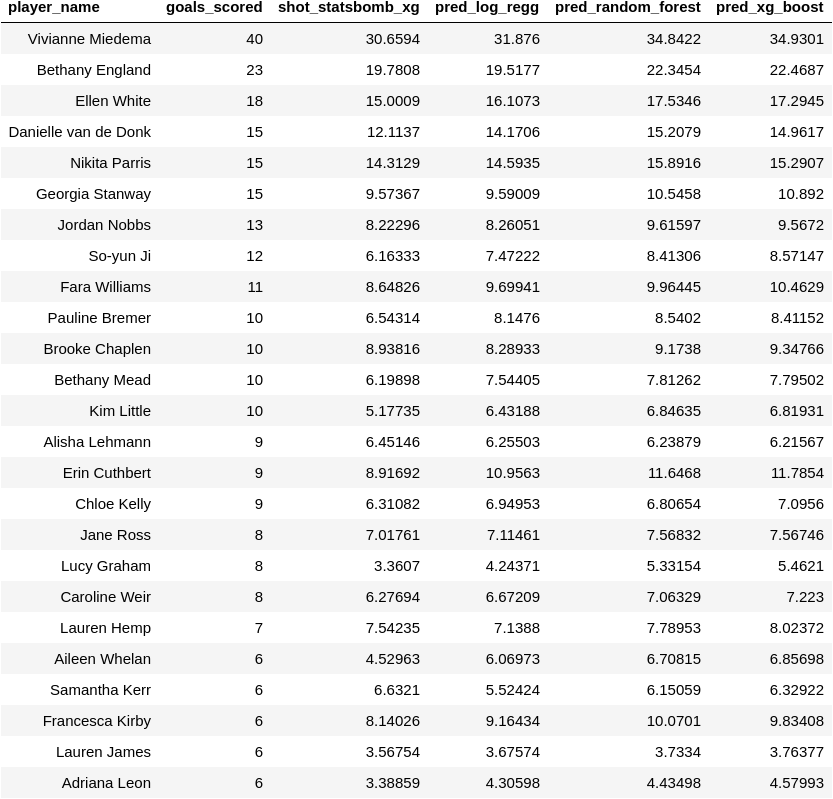 player_name goals_scored shot_statsbomb_xg pred_log_regg pred_random_forest pred_xg_boost
Vivianne Miedema 40 30.6594 31.876 34.8422 34.9301
Bethany England 23 19.7808 19.5177 22.3454 22.4687
Ellen White 18 15.0009 16.1073 17.5346 17.2945
Danielle van de Donk 15 12.1137 14.1706 15.2079 14.9617
Nikita Parris 15 14.3129 14.5935 15.8916 15.2907
Georgia Stanway 15 9.57367 9.59009 10.5458 10.892
Jordan Nobbs 13 8.22296 8.26051 9.61597 9.5672
So-yun Ji 12 6.16333 7.47222 8.41306 8.57147
Fara Williams 11 8.64826 9.69941 9.96445 10.4629
Pauline Bremer 10 6.54314 8.1476 8.5402 8.41152
Brooke Chaplen 10 8.93816 8.28933 9.1738 9.34766
Bethany Mead 10 6.19898 7.54405 7.81262 7.79502
Kim Little 10 5.17735 6.43188 6.84635 6.81931
Alisha Lehmann 9 6.45146 6.25503 6.23879 6.21567
Erin Cuthbert 9 8.91692 10.9563 11.6468 11.7854
Chloe Kelly 9 6.31082 6.94953 6.80654 7.0956
Jane Ross 8 7.01761 7.11461 7.56832 7.56746
Lucy Graham 8 3.3607 4.24371 5.33154 5.4621
Caroline Weir 8 6.27694 6.67209 7.06329 7.223
Lauren Hemp 7 7.54235 7.1388 7.78953 8.02372
Aileen Whelan 6 4.52963 6.06973 6.70815 6.85698
Samantha Kerr 6 6.6321 5.52424 6.15059 6.32922
Francesca Kirby 6 8.14026 9.16434 10.0701 9.83408
Lauren James 6 3.56754 3.67574 3.7334 3.76377
Adriana Leon 6 3.38859 4.30598 4.43498 4.57993